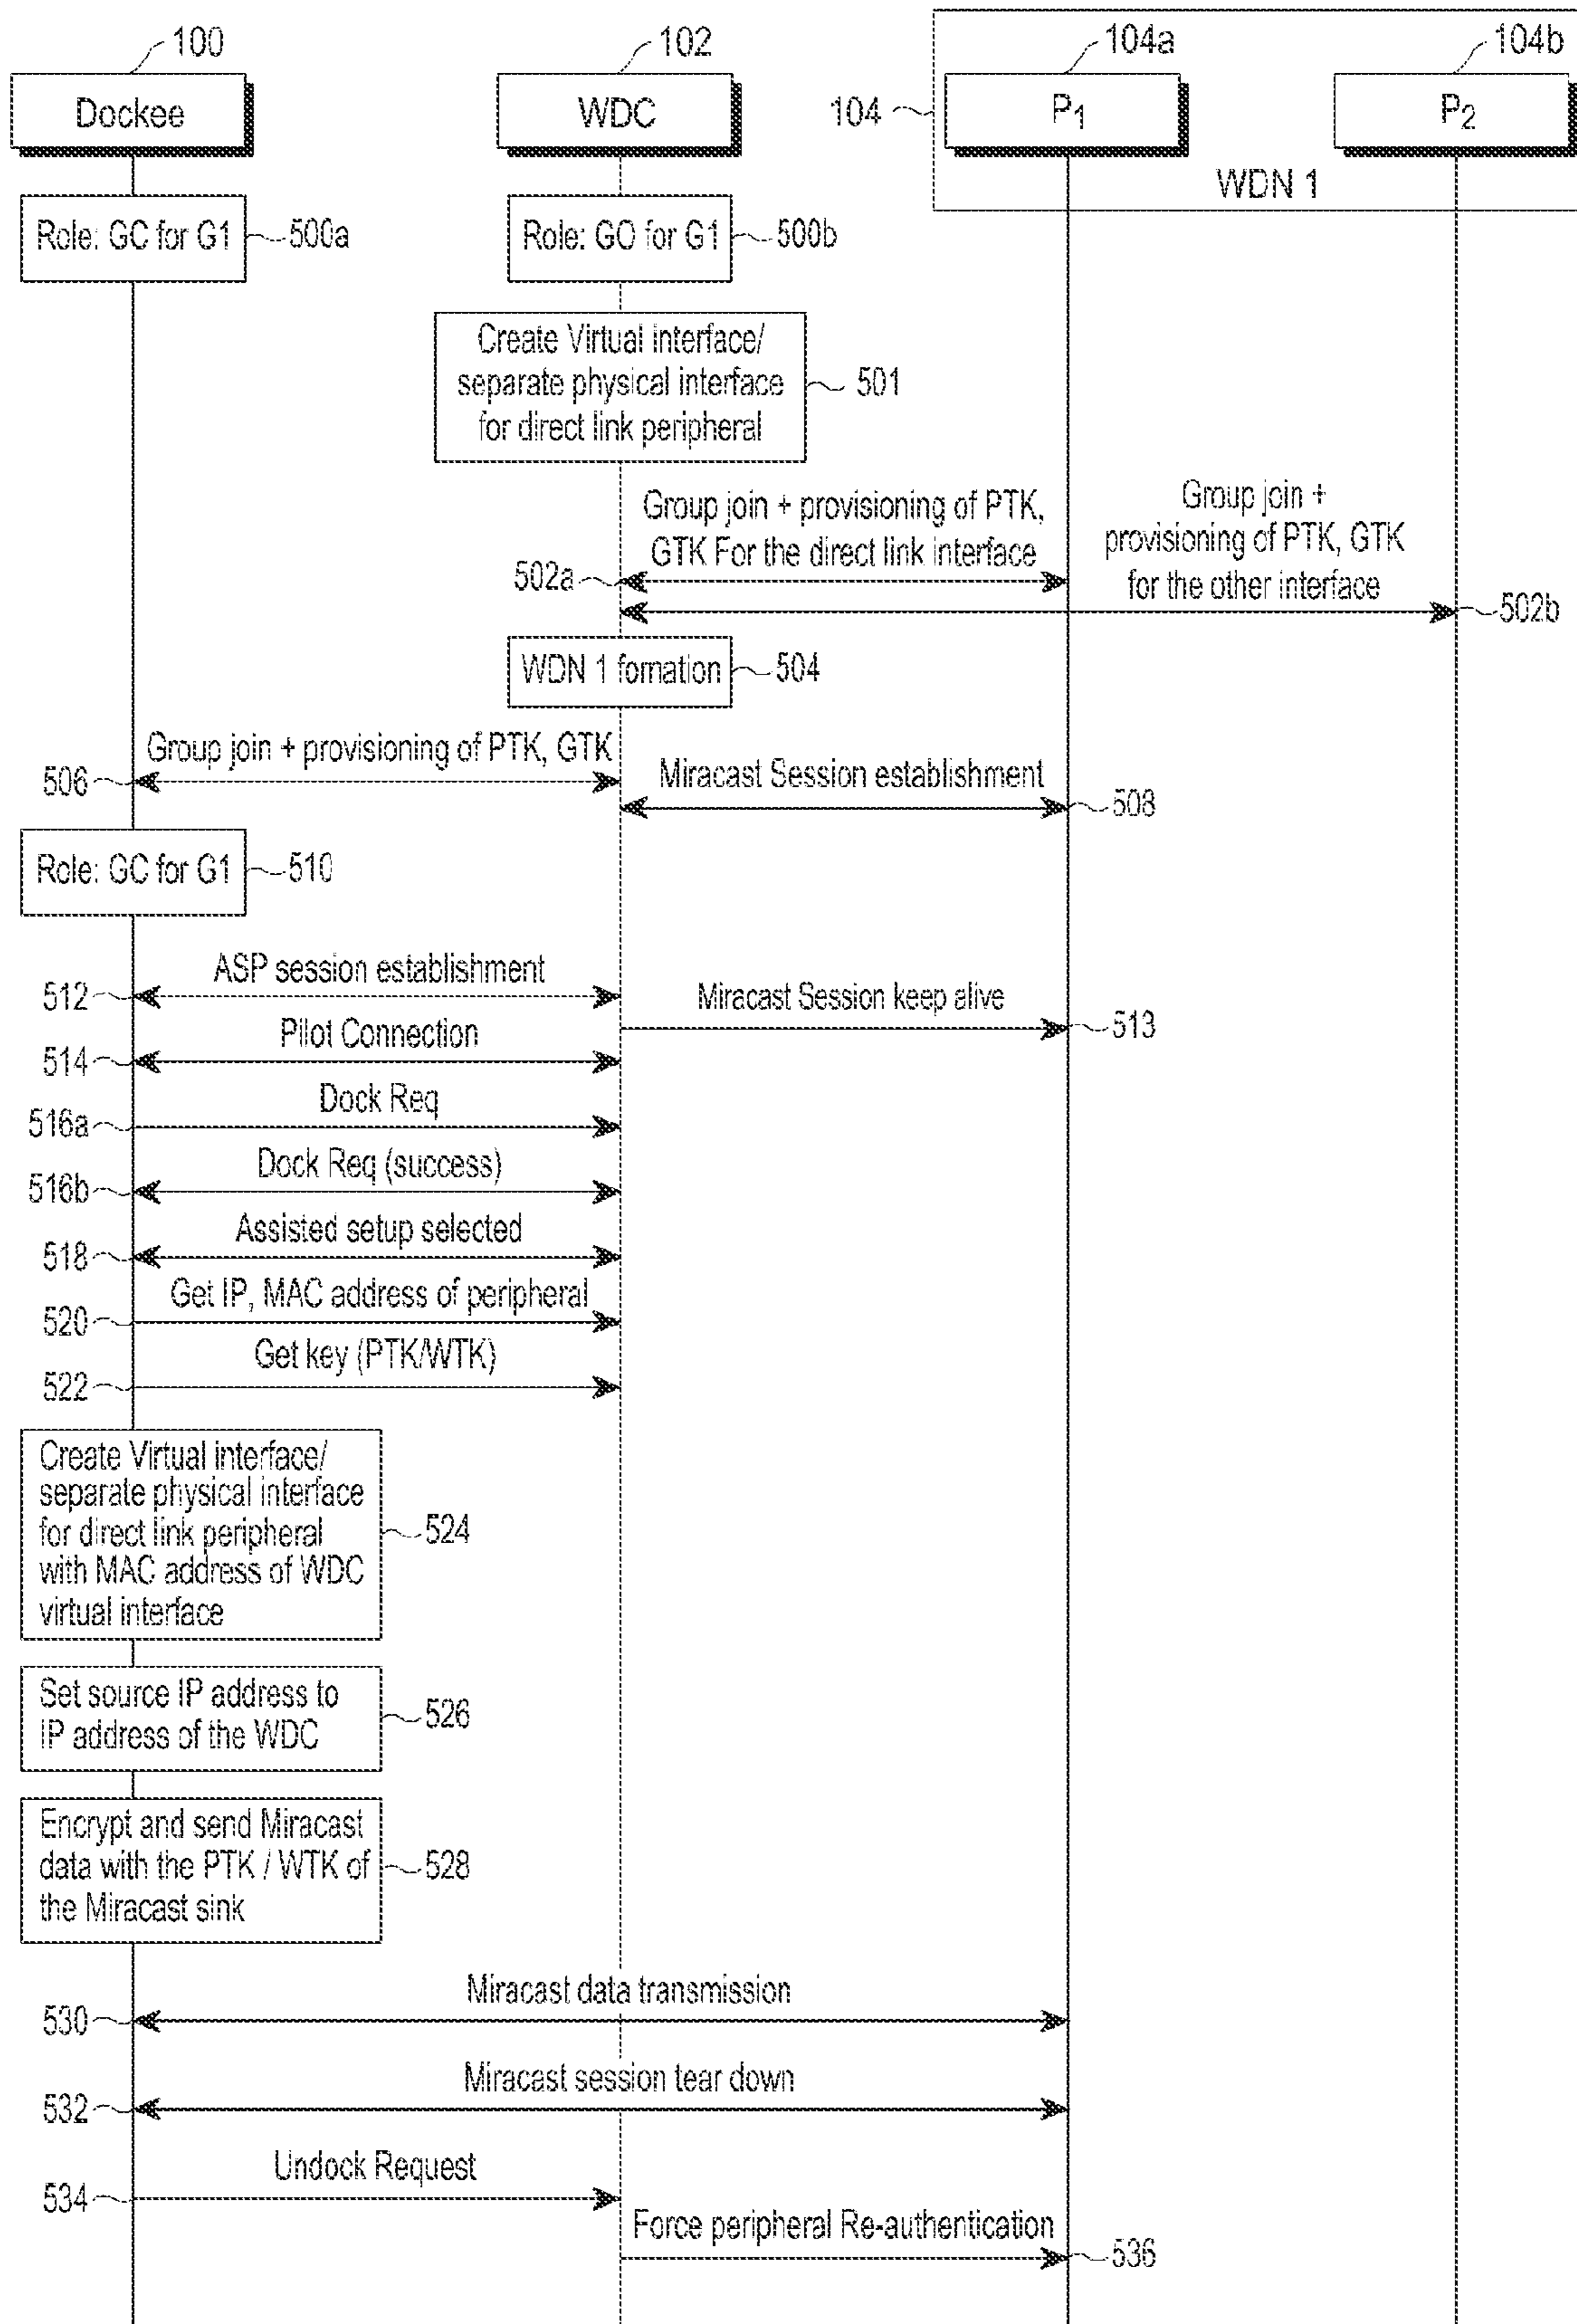 100
102
104a
104b
Dockee
WDC
104
P1
P2
WDN 1
Role: GC for G1
500a
Role: GO for G1
500b
Create Virtual interface/
separate physical interface
for direct link peripheral
501
Group join + provisioning of PTK,
GTK For the direct link interface
502a
Group join +
provisioning of PTK, GTK
for the other interface
502b
WDN 1 fornation
504
Group join + provisioning of PTK, GTK
506
Miracast Session establishment
508
Role: GC for G1
510
ASP session establishment
512
Miracast Session keep alive
513
Pilot Connection
514
Dock Req
516a
Dock Req (success)
516b
Assisted setup selected
518
Get IP, MAC address of peripheral
520
Get key (PTK/WTK)
522
Create Virtual interface/
separate physical interface
for direct link peripheral
with MAC address of WDC
virtual interface
524
Set source IP address to
IP address of the WDC
526
Encrypt and send Miracast
data with the PTK / WTK of
the Miracast sink
528
Miracast data transmission
530
Miracast session tear down
532
Undock Request
534
Force peripheral Re-authentication
536